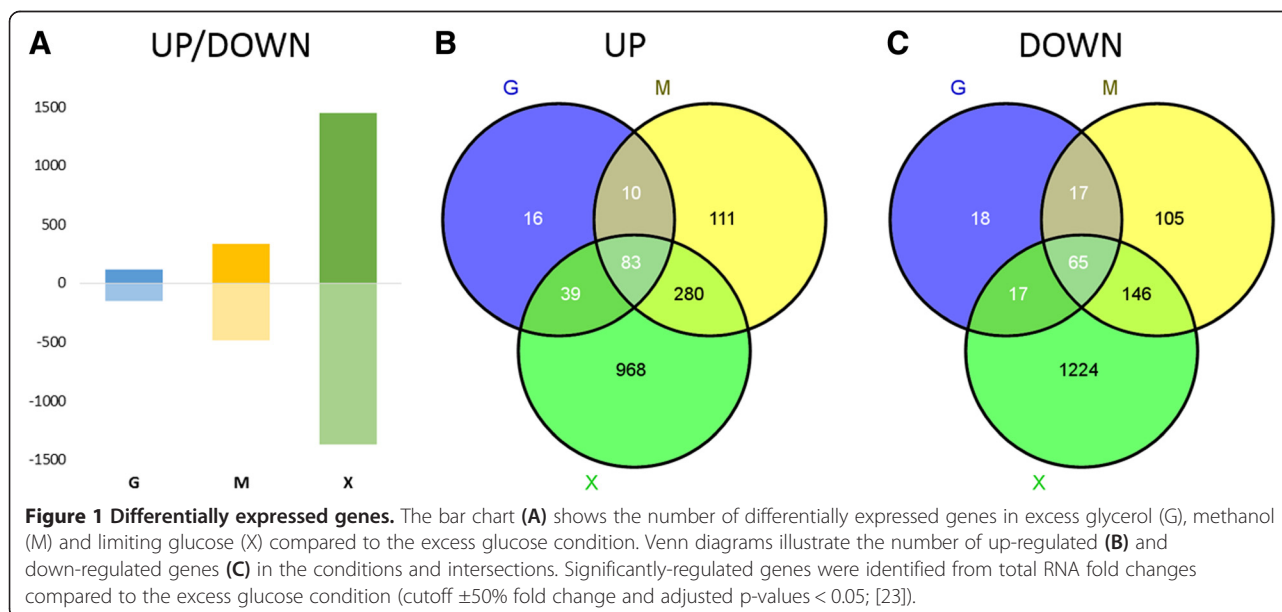 A
UP/DOWN
1500
1000
500
0
-500
-1000
-1500
G
M
X
B
UP
G
M
10
16
111
83
39
280
968
X
C
DOWN
G
M
17
18
105
65
17
146
1224
X
Figure 1 Differentially expressed genes. The bar chart (A) shows the number of differentially expressed genes in excess glycerol (G), methanol
(M) and limiting glucose (X) compared to the excess glucose condition. Venn diagrams illustrate the number of up-regulated (B) and
down-regulated genes (C) in the conditions and intersections. Significantly-regulated genes were identified from total RNA fold changes
compared to the excess glucose condition (cutoff ±50% fold change and adjusted p-values < 0.05; [23]).